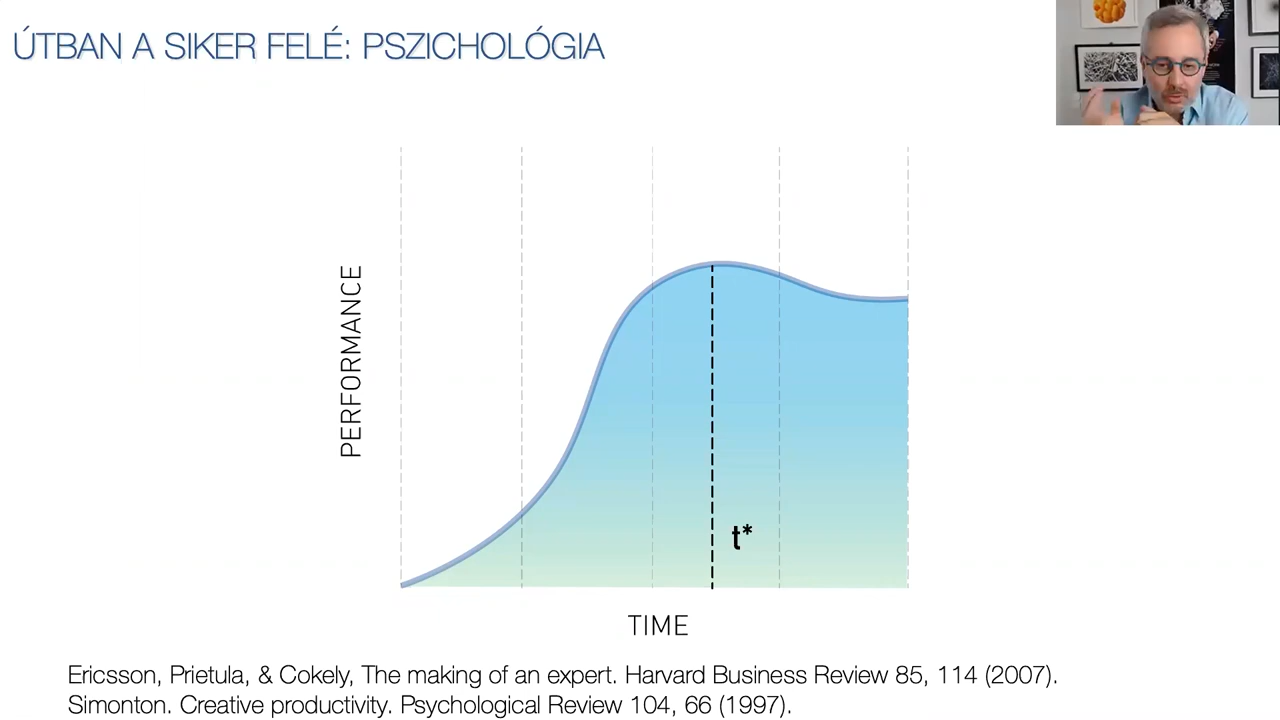 ÚTBAN A SIKER FELÉ: PSZICHOLÓGIA
PERFORMANCE
t*
TIME
Ericsson, Prietula, & Cokely, The making of an expert. Harvard Business Review 85, 114 (2007).
Simonton. Creative productivity. Psychological Review 104, 66 (1997).